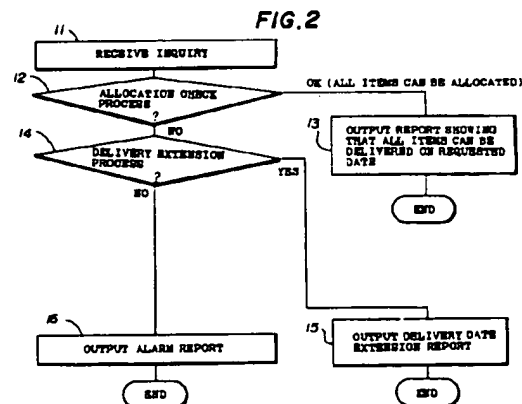 FIG.2
11
RECEIVE INQUIRY
12
ALLOCATION CHECK
PROCESS
?
OK (ALL ITEMS CAN BE ALLOCATED)
NO
13
OUTPUT REPORT SHOWING
THAT ALL ITEMS CAN BE
DELIVERED ON REQUESTED
DATE
END
14
DELIVERY EXTENSION
PROCESS
?
YES
NO
16
OUTPUT ALARM REPORT
END
15
OUTPUT DELIVERY DATE
EXTENSION REPORT
END